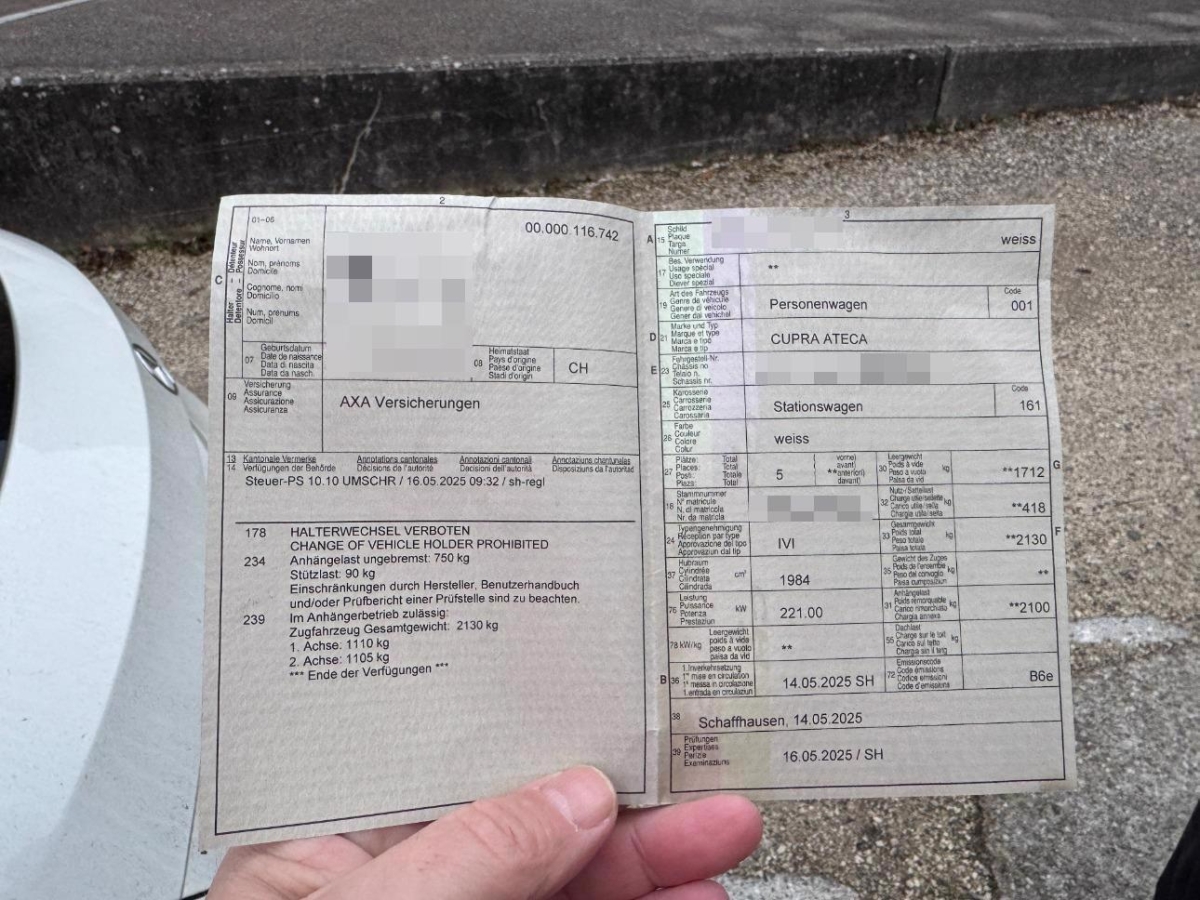 2
01-06
00.000.116.742
C
Halter Détenteur
Detentore Possessur
Name, Vornamen
Wohnort
Nom, prénoms
Domicile
Cognome, nomi
Domicilio
Num, prenums
Domicil
07
Geburtsdatum
Date de naissance
Data di nascita
Data da nasch.
08
Heimatstaat
Pays d'origine
Paese d'origine
Stadi d'origin
CH
09
Versicherung
Assurance
Assicurazione
Assicuranza
AXA Versicherungen
13 Kantonale Vermerke Annotations cantonales Annotazioni cantonali Annotaziuns chantunalas
14 Verfügungen der Behörde Décisions de l'autorité Decisioni dell'autorità Disposiziuns da l'autoritad
Steuer-PS 10.10 UMSCHR / 16.05.2025 09:32 / sh-regl
178 HALTERWECHSEL VERBOTEN
CHANGE OF VEHICLE HOLDER PROHIBITED
234 Anhängelast ungebremst: 750 kg
Stützlast: 90 kg
Einschränkungen durch Hersteller, Benutzerhandbuch
und/oder Prüfbericht einer Prüfstelle sind zu beachten.
239 Im Anhängerbetrieb zulässig:
Zugfahrzeug Gesamtgewicht: 2130 kg
1. Achse: 1110 kg
2. Achse: 1105 kg
*** Ende der Verfügungen ***
3
A 15
Schild
Plaque
Targa
Numer
weiss
17
Bes. Verwendung
Usage spécial
Uso speciale
Diever spezial
**
19
Art des Fahrzeugs
Genre de véhicule
Genere di veicolo
Gener dal vehichel
Personenwagen
Code
001
D 21
Marke und Typ
Marque et type
Marca e tipo
Marca e tip
CUPRA ATECA
E 23
Fahrgestell-Nr.
Châssis no
Telaio n.
Schassis nr.
25
Karosserie
Carrosserie
Carrozzeria
Carossaria
Stationswagen
Code
161
26
Farbe
Couleur
Colore
Colur
weiss
27
Plätze: Total
Places: Total
Posti: Totale
Plazs: Total
5
vorne)
avant)
**anteriori)
davant)
30
Leergewicht
Poids à vide
Peso a vuoto
Paisa da vid
kg
**1712
G
18
Stammnummer
N° matricule
N. di matricola
Nr. da matricla
32
Nutz-/Sattellast
Charge utile/selle
Carico utile/sella
Chargia utila/sella
kg
**418
24
Typengenehmigung
Réception par type
Approvazione del tipo
Approvaziun dal tip
IVI
33
Gesamtgewicht
Poids total
Peso totale
Paisa totala
kg
**2130
F
37
Hubraum
Cylindrée
Cilindrata
Cilindrada
cm³
1984
35
Gewicht des Zuges
Poids de l'ensemble
Peso del convoglio
Paisa cumposiziun
kg
**
76
Leistung
Puissance
Potenza
Prestaziun
kW
221.00
31
Anhängelast
Poids remorquable
Carico rimorchiato
Chargia annexa
kg
**2100
78 kW/kg
Leergewicht
poids à vide
peso a vuoto
paisa da vid
**
55
Dachlast
Charge sur le toit
Carico sul tetto
Chargia sin il tetg
kg
B 36
1. Inverkehrsetzung
1re mise en circulation
1a messa in circolazione
1. entrada en circulaziun
14.05.2025 SH
72
Emissionscode
Code émissions
Codice emissioni
Code d'emissiuns
B6e
38
Schaffhausen, 14.05.2025
39
Prüfungen
Expertises
Perizie
Examinaziuns
16.05.2025 / SH